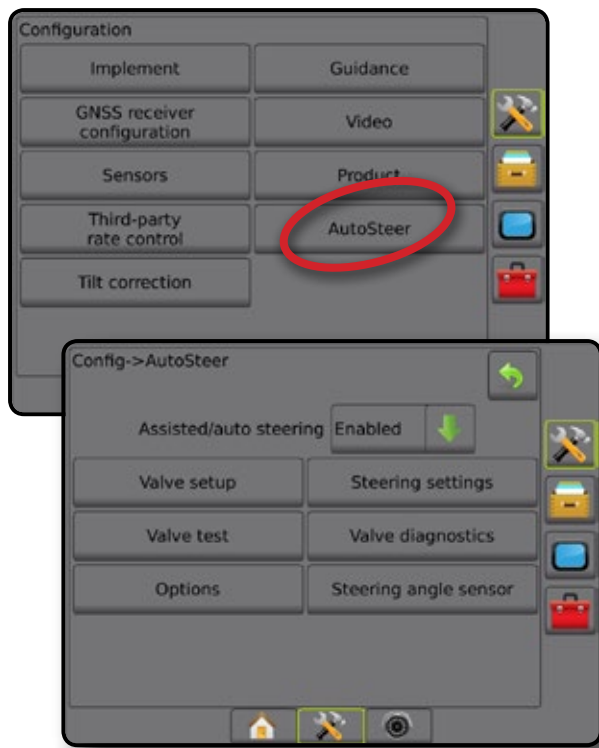 Configuration
Implement
Guidance
GNSS receiver
configuration
Video
Sensors
Product
Third-party
rate control
AutoSteer
Tilt correction
Config->AutoSteer
Assisted/auto steering Enabled
Valve setup
Steering settings
Valve test
Valve diagnostics
Options
Steering angle sensor